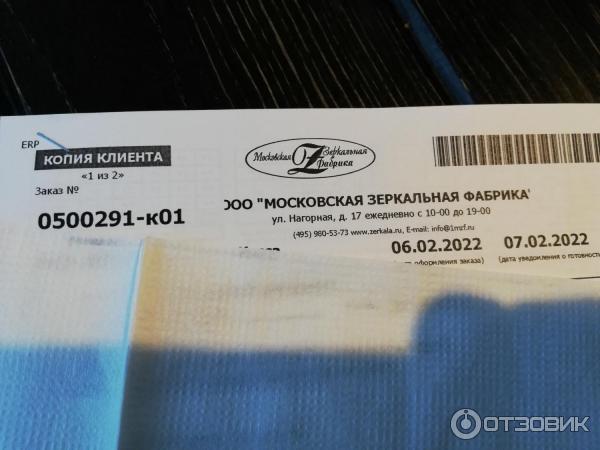 ERP
КОПИЯ КЛИЕНТА
«1 из 2»
Заказ №
0500291-к01
Московская Зеркальная Фабрика
ООО "МОСКОВСКАЯ ЗЕРКАЛЬНАЯ ФАБРИКА"
ул. Нагорная, д. 17 ежедневно с 10-00 до 19-00
(495) 980-53-73 www.zerkala.ru, E-mail: info@1mzf.ru
06.02.2022 07.02.2022
оформления заказа) (дата уведомления о готовности
ОТЗОВИК